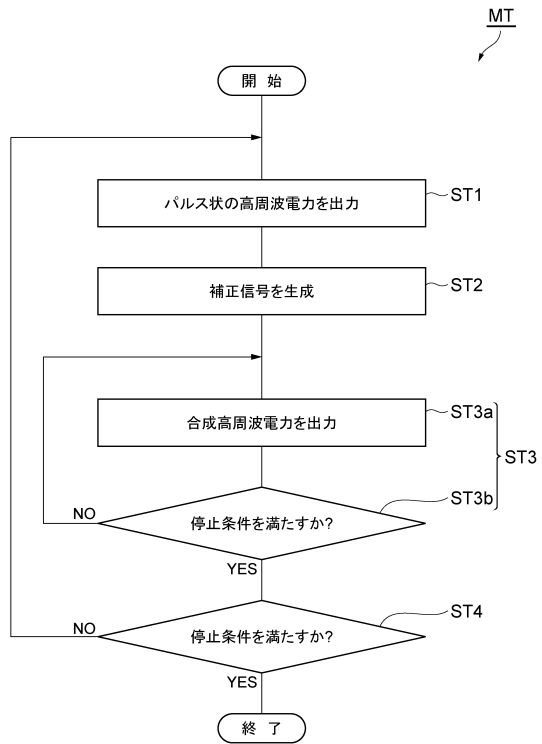 MT
開 始
パルス状の高周波電力を出力
ST1
補正信号を生成
ST2
合成高周波電力を出力
ST3a
ST3
停止条件を満たすか?
ST3b
NO
YES
停止条件を満たすか?
ST4
NO
YES
終 了